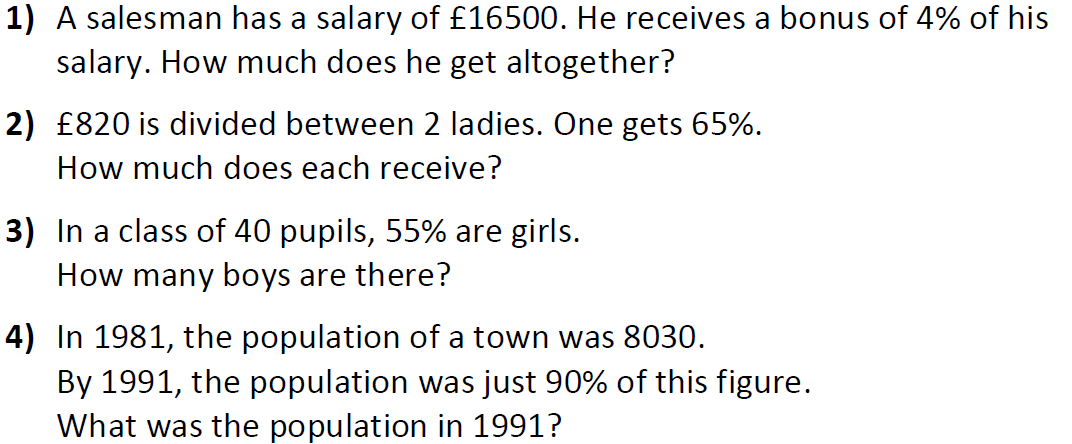 1) A salesman has a salary of £16500. He receives a bonus of 4% of his
salary. How much does he get altogether?
2) £820 is divided between 2 ladies. One gets 65%.
How much does each receive?
3) In a class of 40 pupils, 55% are girls.
How many boys are there?
4) In 1981, the population of a town was 8030.
By 1991, the population was just 90% of this figure.
What was the population in 1991?